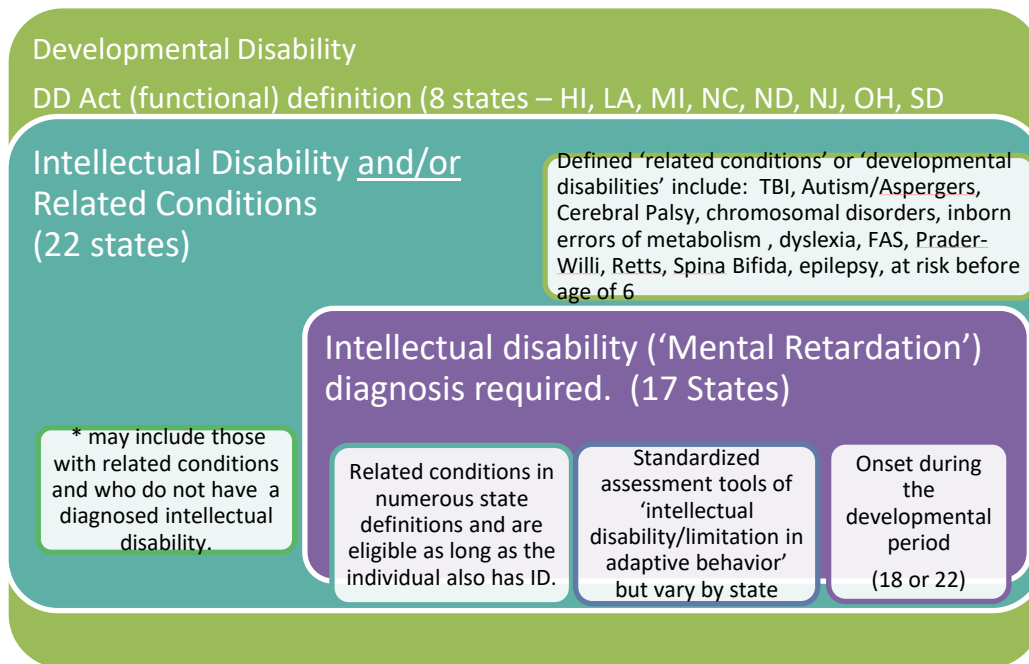 Developmental Disability
DD Act (functional) definition (8 states – HI, LA, MI, NC, ND, NJ, OH, SD
Intellectual Disability and/or
Related Conditions
(22 states)
Defined ‘related conditions’ or ‘developmental
disabilities’ include:  TBI, Autism/Aspergers,
Cerebral Palsy, chromosomal disorders, inborn
errors of metabolism , dyslexia, FAS, Prader-
Willi, Retts, Spina Bifida, epilepsy, at risk before
age of 6
Intellectual disability (‘Mental Retardation’)
diagnosis required.  (17 States)
* may include those
with related conditions
and who do not have  a
diagnosed intellectual
disability.
Related conditions in
numerous state
definitions and are
eligible as long as the
individual also has ID.
Standardized
assessment tools of
‘intellectual
disability/limitation in
adaptive behavior’
but vary by state
Onset during
the
developmental
period
(18 or 22)